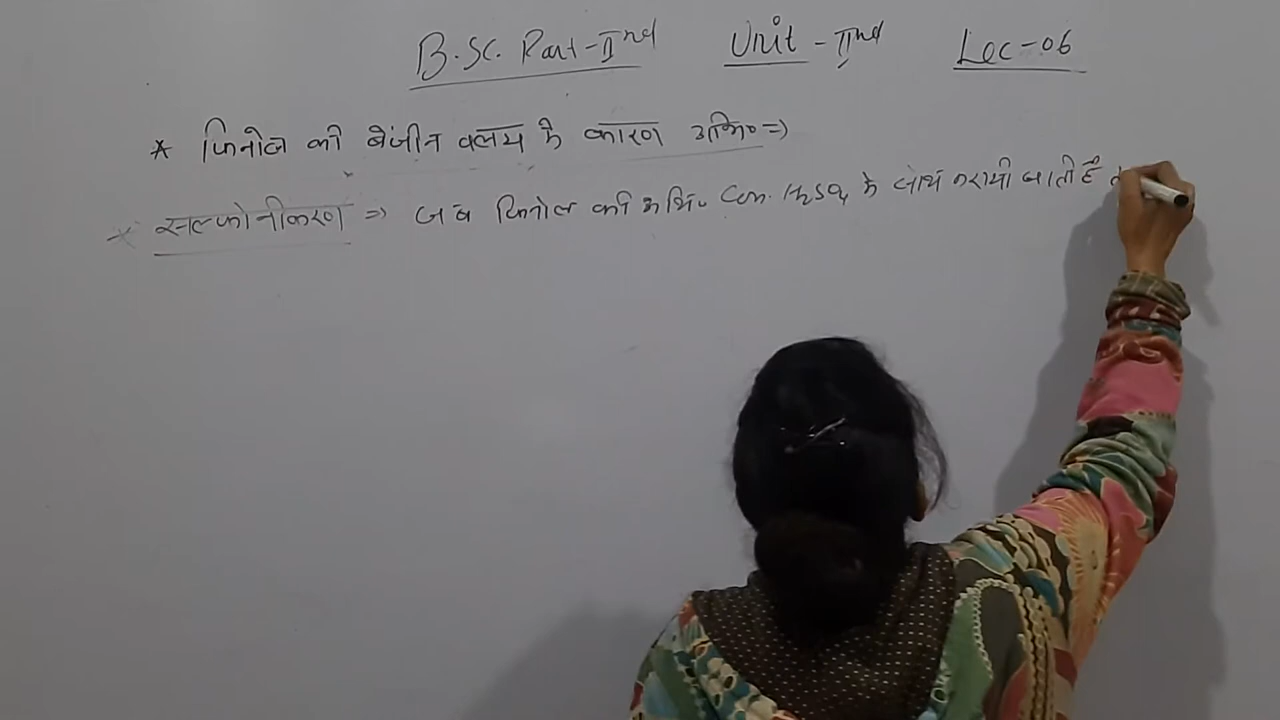 B.Sc. Part-IInd Unit-IInd Lec-06
* फिनोल की बेंजीन वलय के कारण अभि० =>
* सल्फोनीकरण => जब फिनोल की अभि० Con. H2SO4 के साथ करायी जाती है